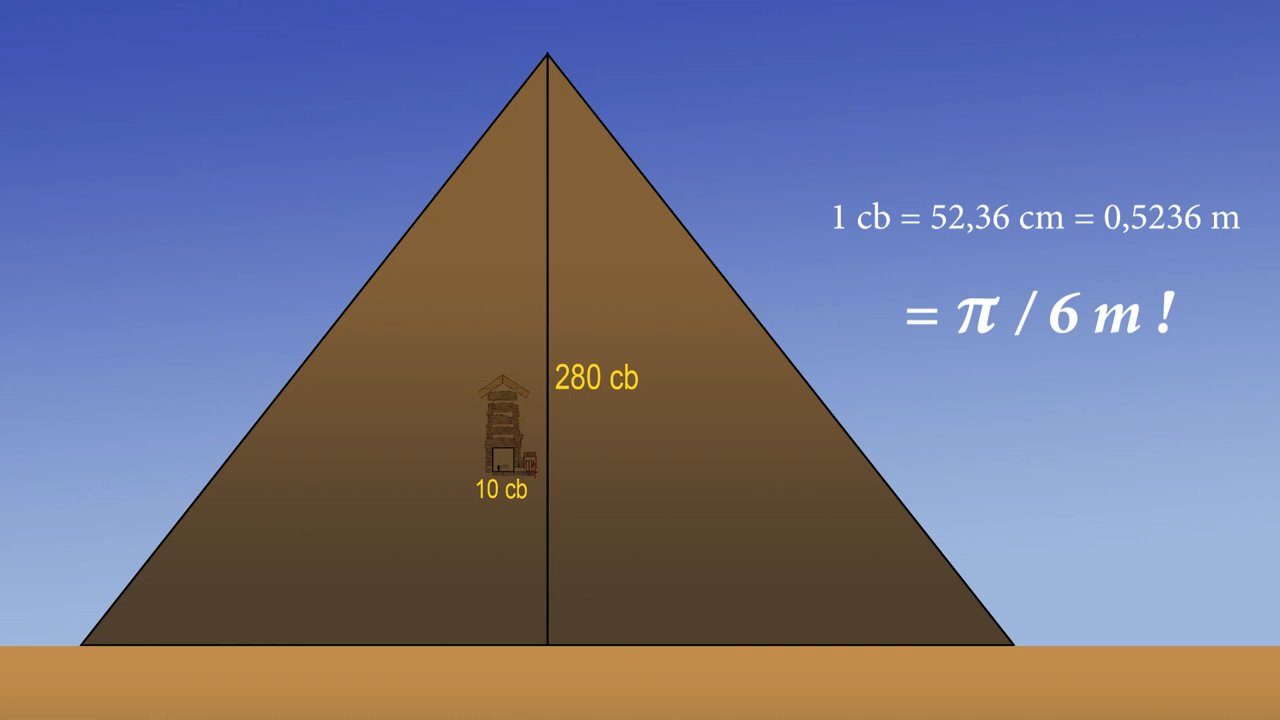 1 cb = 52,36 cm = 0,5236 m
= π / 6 m !
280 cb
10 cb